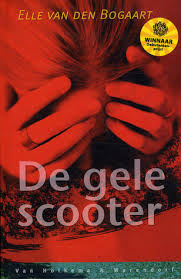 ELLE VAN DEN BOGAART
WINNAAR
De gele
scooter
Van Holkema & Warendorf